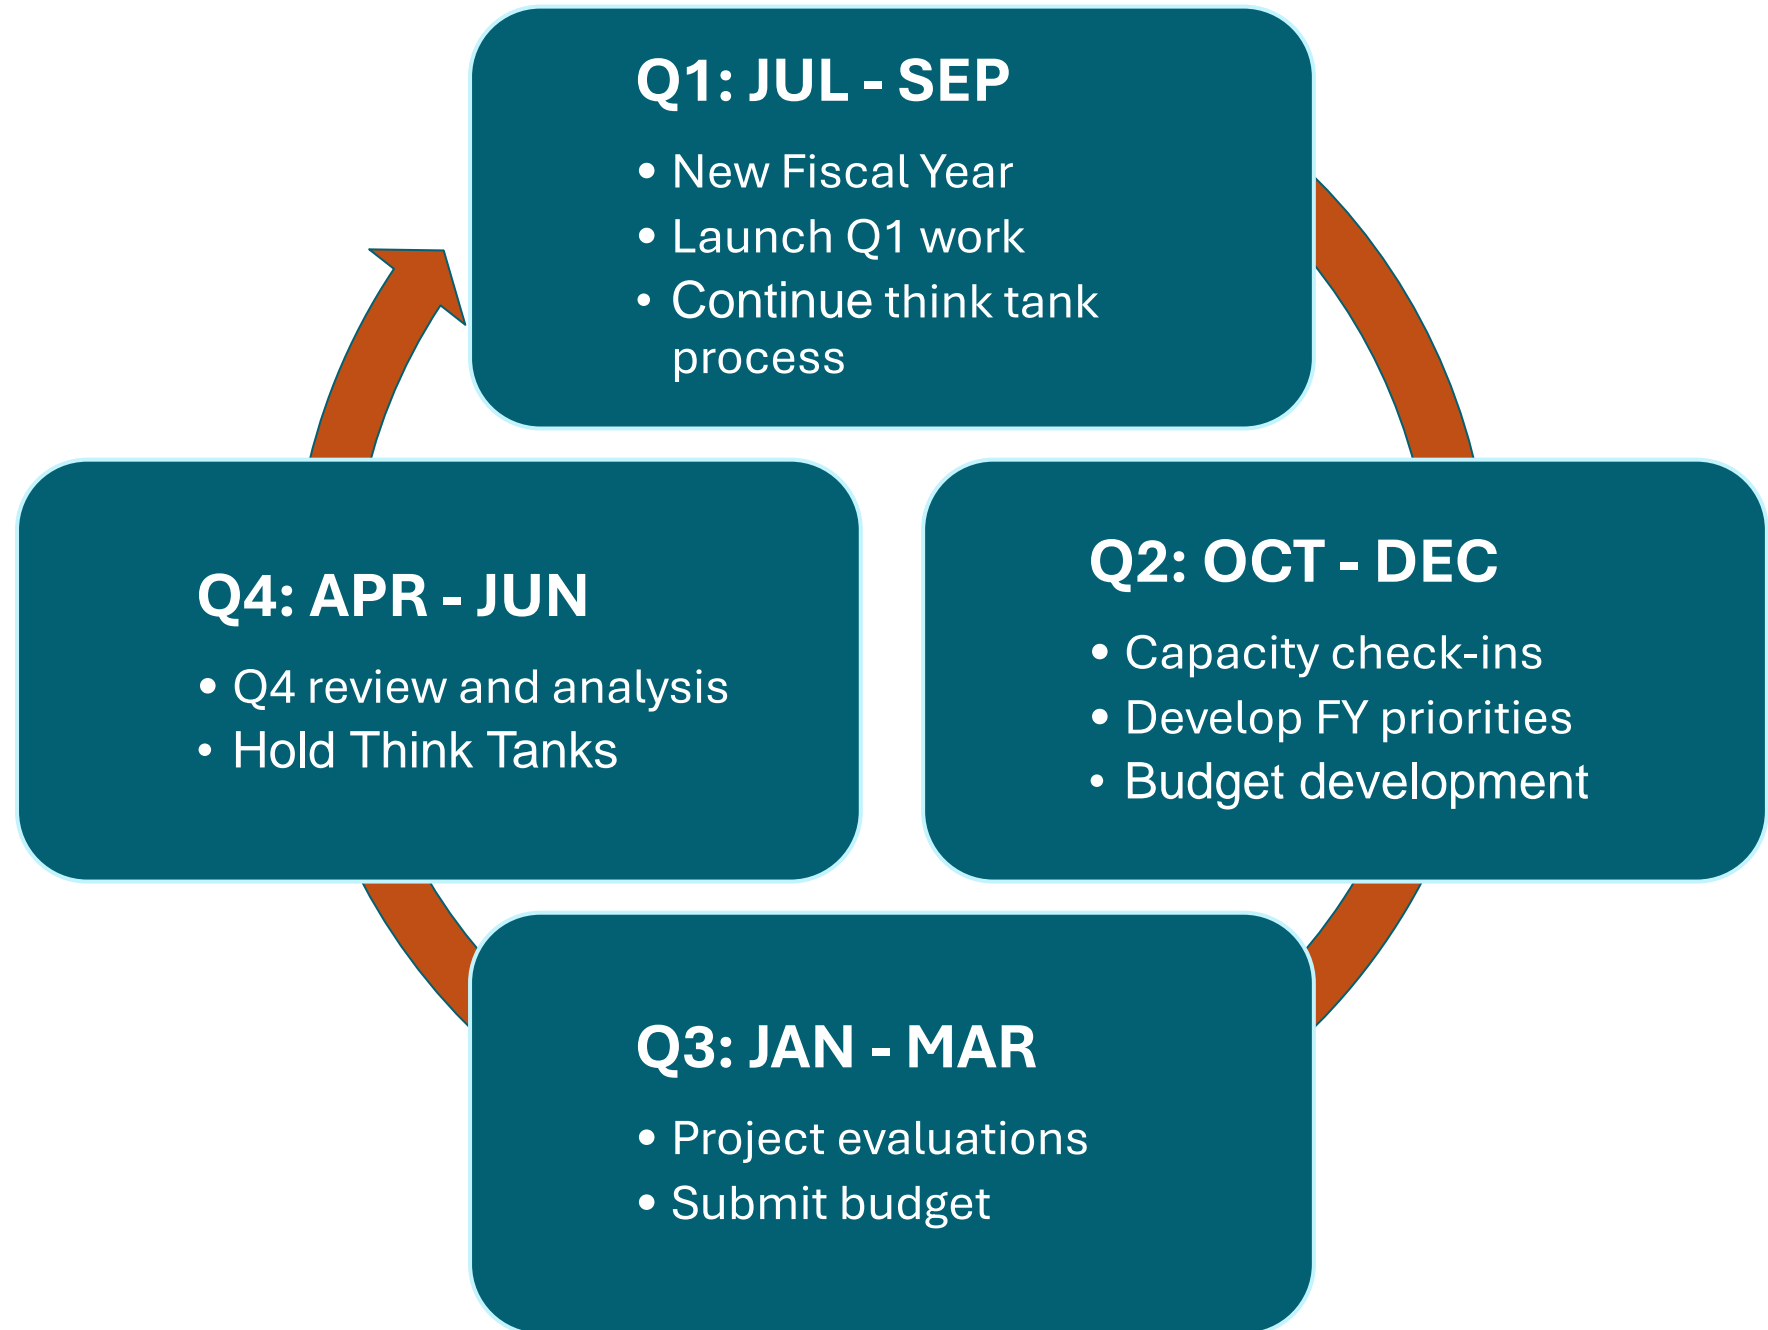 Q1: JUL - SEP
• New Fiscal Year
• Launch Q1 work
• Continue think tank
process
Q2: OCT - DEC
• Capacity check-ins
• Develop FY priorities
• Budget development
Q3: JAN - MAR
• Project evaluations
• Submit budget
Q4: APR - JUN
• Q4 review and analysis
• Hold Think Tanks